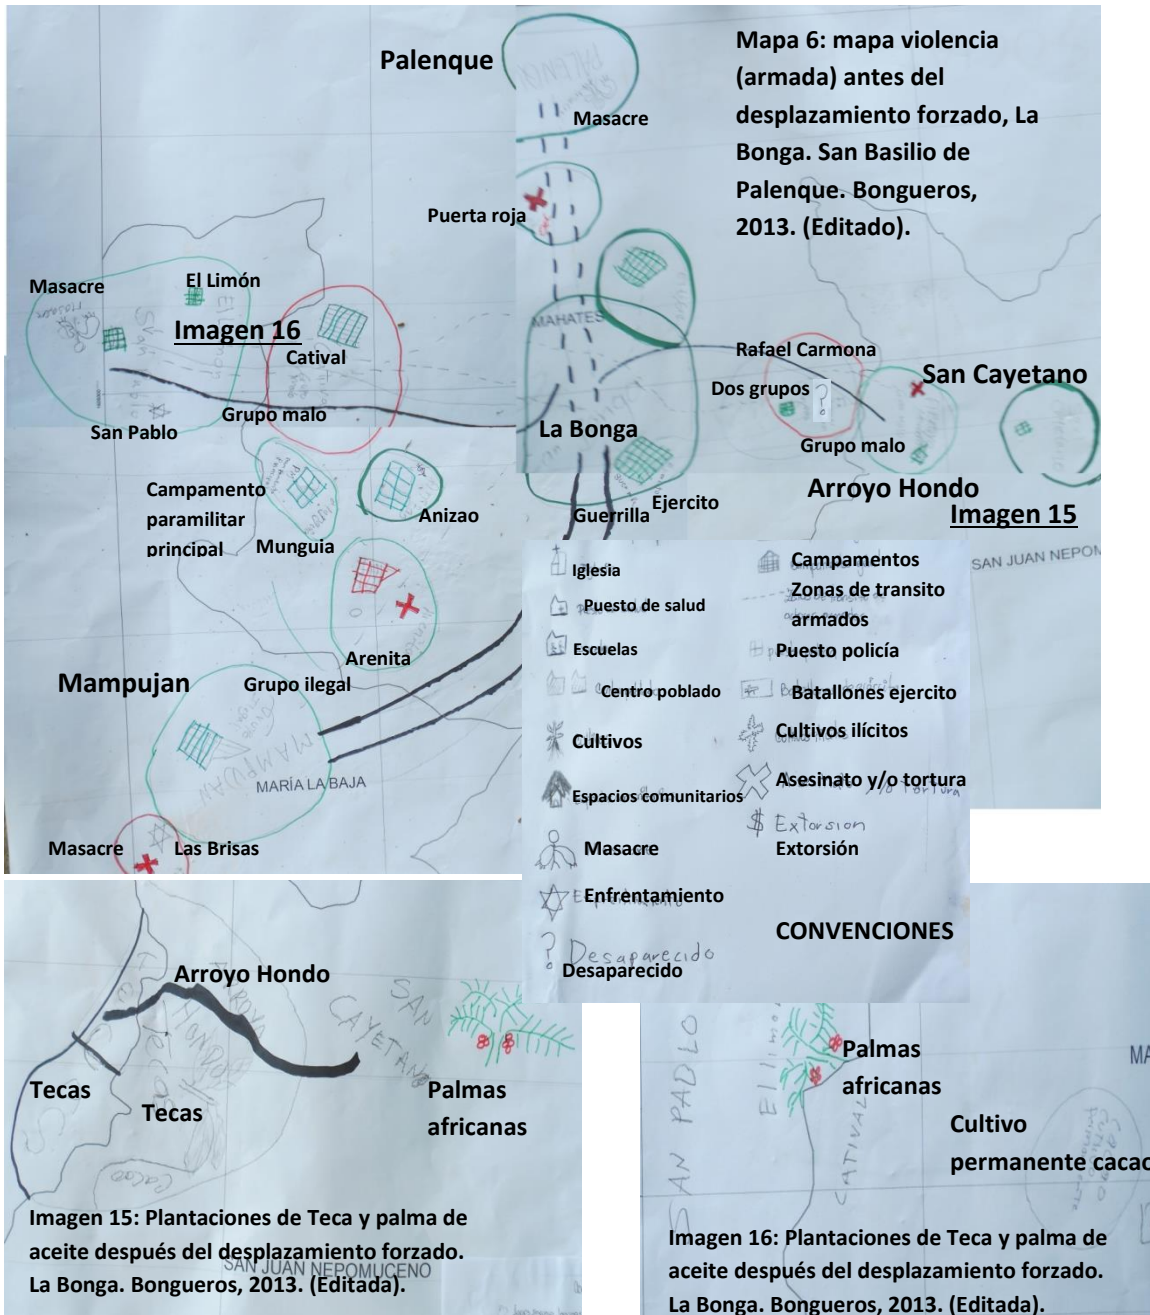 Palenque
Mapa 6: mapa violencia
(armada) antes del
desplazamiento forzado, La
Bonga. San Basilio de
Palenque. Bongueros,
2013. (Editado).
PALENQUE
Masacre
Puerta roja
Masacre
El Limón
Imagen 16
Catival
MAHATES
Rafael Carmona
Dos grupos
?
San Cayetano
San Pablo
Grupo malo
La Bonga
Grupo malo
Campamento
paramilitar
principal
Munguia
Anizao
Guerrilla
Ejercito
Arroyo Hondo
Imagen 15
SAN JUAN NEPOM
Arenita
Mampujan
Grupo ilegal
MARÍA LA BAJA
Masacre
Las Brisas
Iglesia
Puesto de salud
Escuelas
Centro poblado
Cultivos
Espacios comunitarios
Masacre
Enfrentamiento
? Desaparecido
Desaparecido
Campamentos
Zonas de transito
armados
Puesto policía
Batallones ejercito
Cultivos ilícitos
Asesinato y/o tortura
$ Extorsion
Extorsión
CONVENCIONES
Arroyo Hondo
SAN
CAYETANO
ARROYO
HONDO
Tecas
Tecas
Cacao
Palmas
africanas
Imagen 15: Plantaciones de Teca y palma de
aceite después del desplazamiento forzado.
SAN JUAN NEPOMUCENO
La Bonga. Bongueros, 2013. (Editada).
SAN PABLO
El limon
CATIVAL
Palmas
africanas
MA
Cultivo
permanente cacao
Imagen 16: Plantaciones de Teca y palma de
aceite después del desplazamiento forzado.
La Bonga. Bongueros, 2013. (Editada).